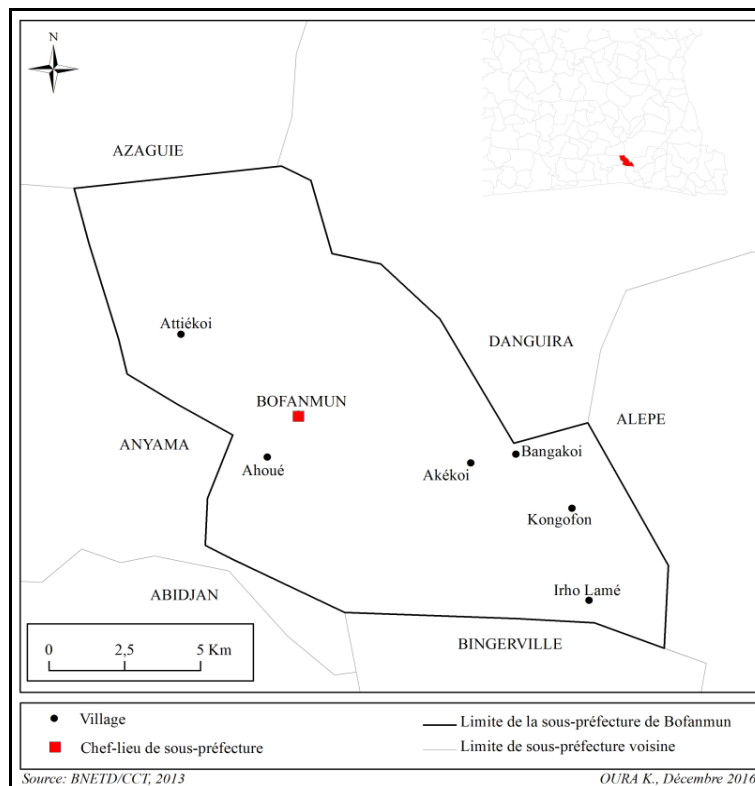 N
AZAGUIE
Attiékoi
DANGUIRA
BOFANMUN
ALEPE
ANYAMA
Ahoué
Akékoi
Bangakoi
Kongofon
Irho Lamé
ABIDJAN
BINGERVILLE
0 2,5 5 Km
Village
Limite de la sous-préfecture de Bofanmun
Chef-lieu de sous-préfecture
Limite de sous-préfecture voisine
Source: BNETD/CCT, 2013
OURA K., Décembre 2016